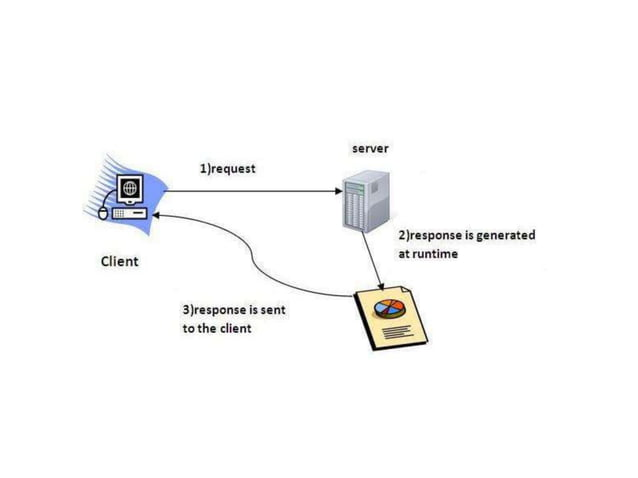 server
1)request
2)response is generated
at runtime
Client
3)response is sent
to the client